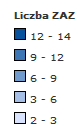 Liczba ZAZ
12 - 14
9 - 12
6 - 9
3 - 6
2 - 3